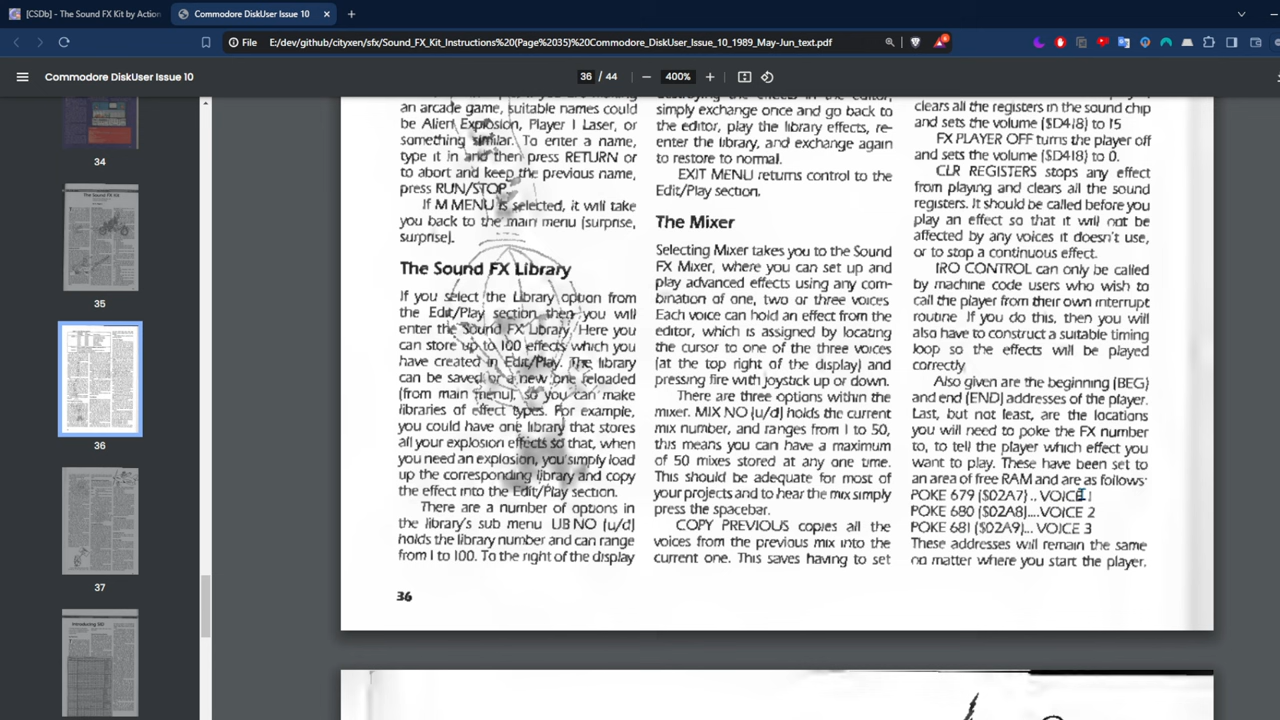 [CSDb] - The Sound FX Kit by Action
Commodore DiskUser Issue 10
File
E:/dev/github/cityxen/sfx/Sound_FX_Kit_Instructions%20(Page%2035)%20Commodore_DiskUser_Issue_10_1989_May-Jun_text.pdf
Commodore DiskUser Issue 10
36 / 44
400%
34
35
36
37
an arcade game, suitable names could
be Alien Explosion, Player 1 Laser, or
something similar. To enter a name,
type it in and then press RETURN or
to abort and keep the previous name,
press RUN/STOP.
If M MENU is selected, it will take
you back to the main menu (surprise,
surprise).
The Sound FX Library
If you select the Library option from
the Edit/Play section, then you will
enter the Sound FX Library. Here you
can store up to 100 effects which you
have created in Edit/Play. The library
can be saved or a new one reloaded
(from main menu), so you can make
libraries of effect types. For example,
you could have one library that stores
all your explosion effects so that, when
you need an explosion, you simply load
up the corresponding library and copy
the effect into the Edit/Play section.
There are a number of options in
the library's sub menu UB NO (u/d)
holds the library number and can range
from 1 to 100. To the right of the display
36
simply exchange once and go back to
the editor, play the library effects, re-
enter the library, and exchange again
to restore to normal.
EXIT MENU returns control to the
Edit/Play section.
The Mixer
Selecting Mixer takes you to the Sound
FX Mixer, where you can set up and
play advanced effects using any com-
bination of one, two or three voices
Each voice can hold an effect from the
editor, which is assigned by locating
the cursor to one of the three voices
(at the top right of the display) and
pressing fire with joystick up or down.
There are three options within the
mixer. MIX NO (u/d) holds the current
mix number, and ranges from 1 to 50,
this means you can have a maximum
of 50 mixes stored at any one time.
This should be adequate for most of
your projects and to hear the mix simply
press the spacebar.
COPY PREVIOUS copies all the
voices from the previous mix into the
current one. This saves having to set
clears all the registers in the sound chip
and sets the volume ($D418) to 15
FX PLAYER OFF turns the player off
and sets the volume ($D418) to 0.
CLR REGISTERS stops any effect
from playing and clears all the sound
registers. It should be called before you
play an effect so that it will not be
affected by any voices it doesn't use,
or to stop a continuous effect.
IRQ CONTROL can only be called
by machine code users who wish to
call the player from their own interrupt
routine If you do this, then you will
also have to construct a suitable timing
loop so the effects will be played
correctly
Also given are the beginning (BEG)
and end (END) addresses of the player.
Last, but not least, are the locations
you will need to poke the FX number
to, to tell the player which effect you
want to play. These have been set to
an area of free RAM and are as follows:
POKE 679 ($02A7) .. VOICE 1
POKE 680 ($02A8)....VOICE 2
POKE 681 ($02A9)... VOICE 3
These addresses will remain the same
no matter where you start the player.